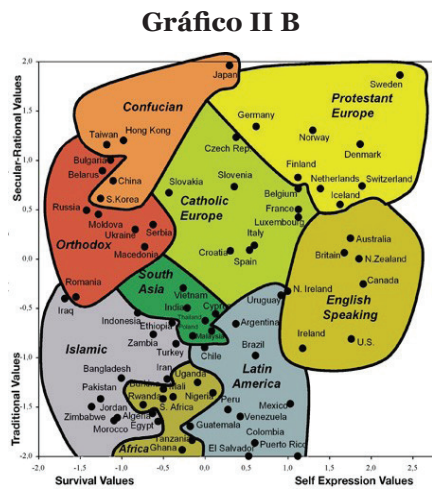 Gráfico II B
2,0
Japan
Sweden
Confucian
Protestant
Europe
1,5
Germany
Norway
Taiwan
Hong Kong
Czech Rep.
Denmark
1,0
Bulgaria
Finland
Belarus
China
Slovakia
Slovenia
Netherlands
Switzerland
Belgium
S.Korea
Catholic
Europe
Iceland
0,5
Russia
France
Moldova
Serbia
Luxembourg
Ukraine
Italy
Australia
Orthodox
Macedonia
Croatia
Spain
Britain
N.Zealand
0,0
South
Asia
Vietnam
Canada
Romania
Uruguay
N. Ireland
English
Speaking
-0,5
Iraq
India
Cypr
Indonesia
Thailand
Ethiopia
Poland
Argentina
Malaysia
Zambia
Ireland
U.S.
Turkey
Brazil
Islamic
Chile
-1,0
Iran
Latin
America
Bangladesh
Uganda
Pakistan
Mali
Peru
Mexico
Jordan
Rwanda
S. Africa
Nigeria
-1,5
Zimbabwe
Algeria
Venezuela
Morocco
Egypt
Guatemala
Colombia
Tanzania
Puerto Rico
Africa
Ghana
El Salvador
-2,0
-2,0
-1,5
-1,0
-0,5
0,0
0,5
1,0
1,5
2,0
2,5
Survival Values
Self Expression Values
Secular-Rational Values
Traditional Values